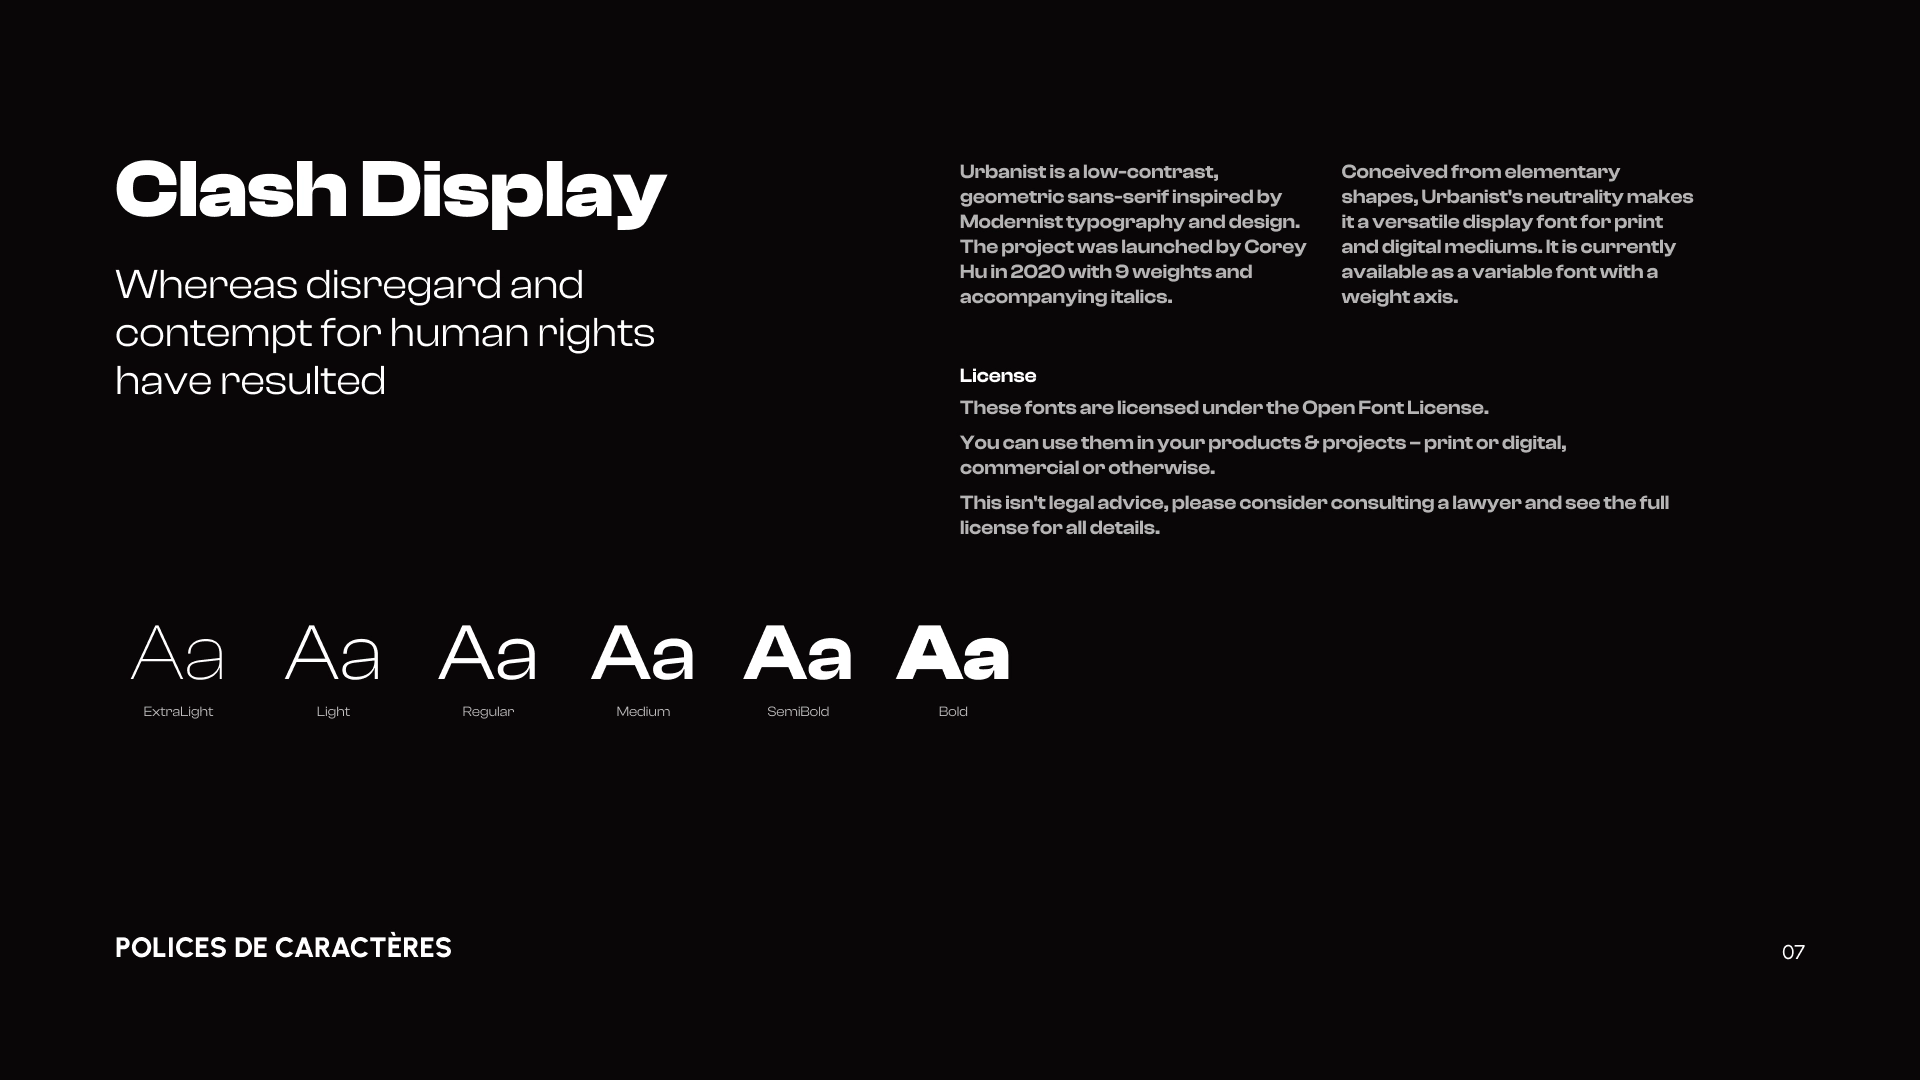 Clash Display
Whereas disregard and
contempt for human rights
have resulted
Urbanist is a low-contrast,
geometric sans-serif inspired by
Modernist typography and design.
The project was launched by Corey
Hu in 2020 with 9 weights and
accompanying italics.
Conceived from elementary
shapes, Urbanist's neutrality makes
it a versatile display font for print
and digital mediums. It is currently
available as a variable font with a
weight axis.
License
These fonts are licensed under the Open Font License.
You can use them in your products & projects – print or digital,
commercial or otherwise.
This isn't legal advice, please consider consulting a lawyer and see the full
license for all details.
Aa Aa Aa Aa Aa Aa
ExtraLight Light Regular Medium SemiBold Bold
POLICES DE CARACTÈRES
07